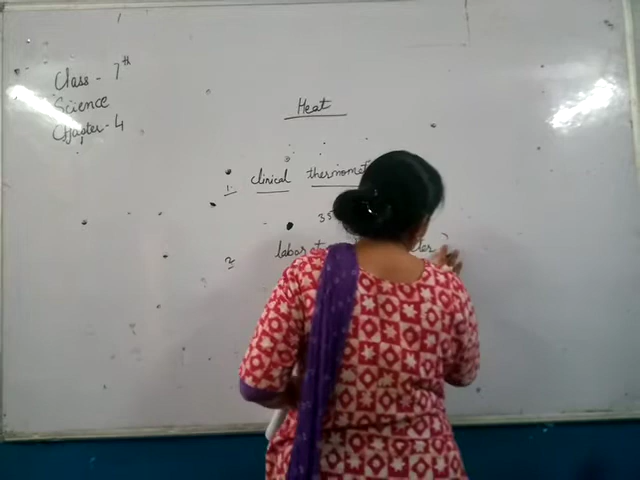 Class - 7th
Science
Chapter - 4
Heat
1. clinical
35
2